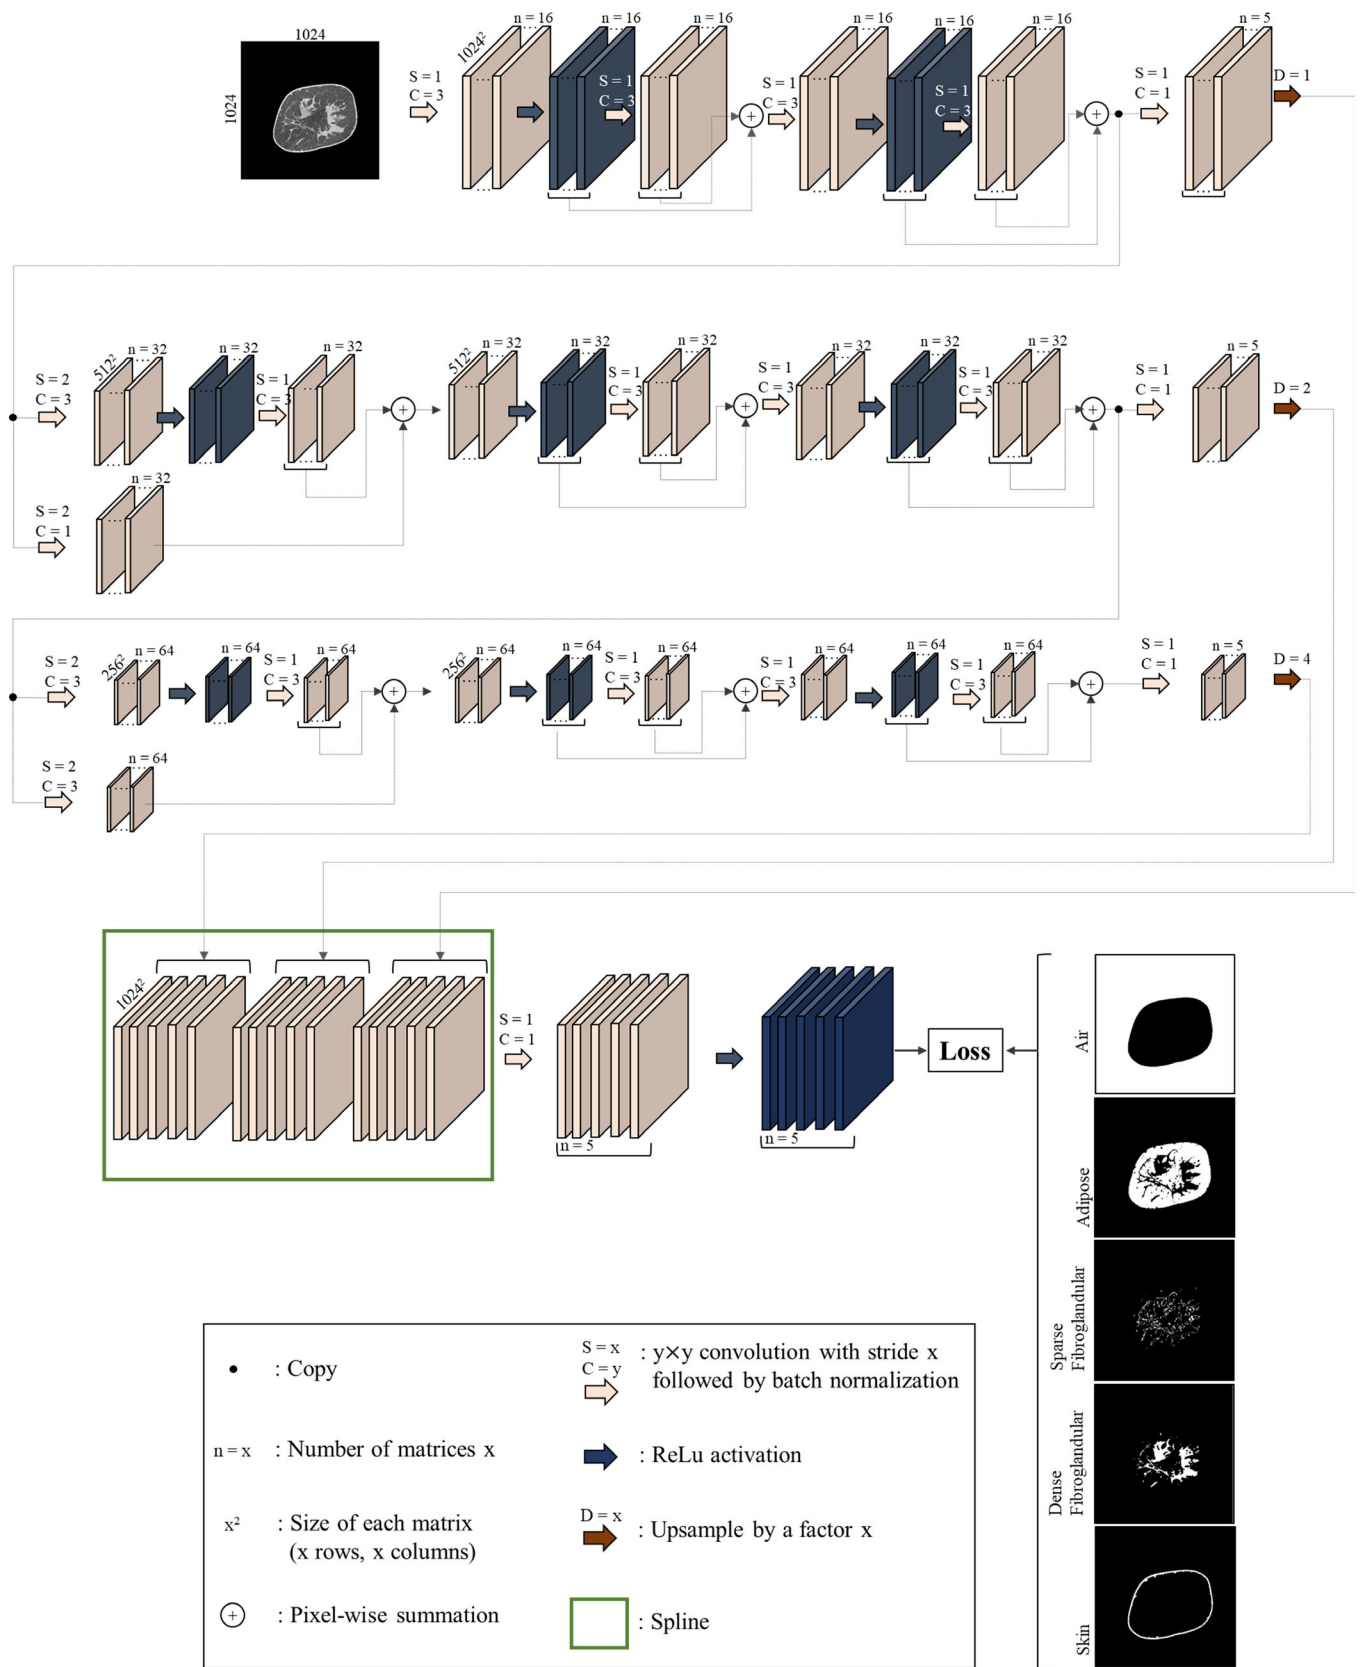 1024
1024
S = 1
C = 3
1024²
n = 16
n = 16
S = 1
C = 3
n = 16
+
S = 1
C = 3
n = 16
n = 16
S = 1
C = 3
n = 16
+
S = 1
C = 1
n = 5
D = 1
S = 2
C = 3
512²
n = 32
n = 32
S = 1
C = 3
n = 32
+
512²
n = 32
n = 32
S = 1
C = 3
n = 32
+
S = 1
C = 3
n = 32
n = 32
S = 1
C = 3
n = 32
+
S = 1
C = 1
n = 5
D = 2
S = 2
C = 1
n = 32
S = 2
C = 3
256²
n = 64
n = 64
S = 1
C = 3
n = 64
+
256²
n = 64
n = 64
S = 1
C = 3
n = 64
+
S = 1
C = 3
n = 64
n = 64
S = 1
C = 3
n = 64
+
S = 1
C = 1
n = 5
D = 4
S = 2
C = 3
n = 64
1024²
S = 1
C = 1
n = 5
n = 5
Loss
Air
Adipose
Sparse
Fibroglandular
Dense
Fibroglandular
Skin
: Copy
n = x : Number of matrices x
x² : Size of each matrix
(x rows, x columns)
+ : Pixel-wise summation
S = x
C = y
: y×y convolution with stride x
followed by batch normalization
: ReLu activation
D = x
: Upsample by a factor x
: Spline